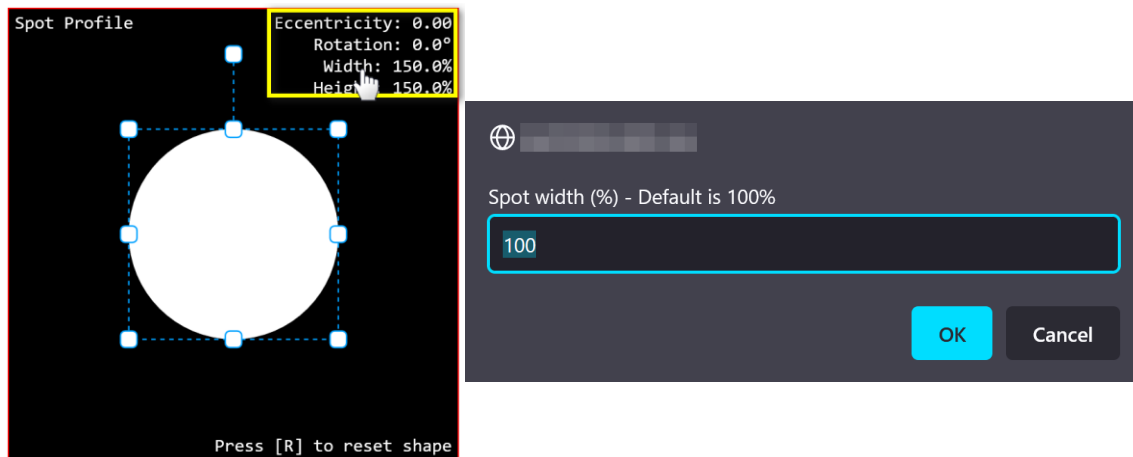 Spot Profile
Eccentricity: 0.00
Rotation: 0.0°
Width: 150.0%
Height: 150.0%
Press [R] to reset shape
Spot width (%) - Default is 100%
100
OK
Cancel